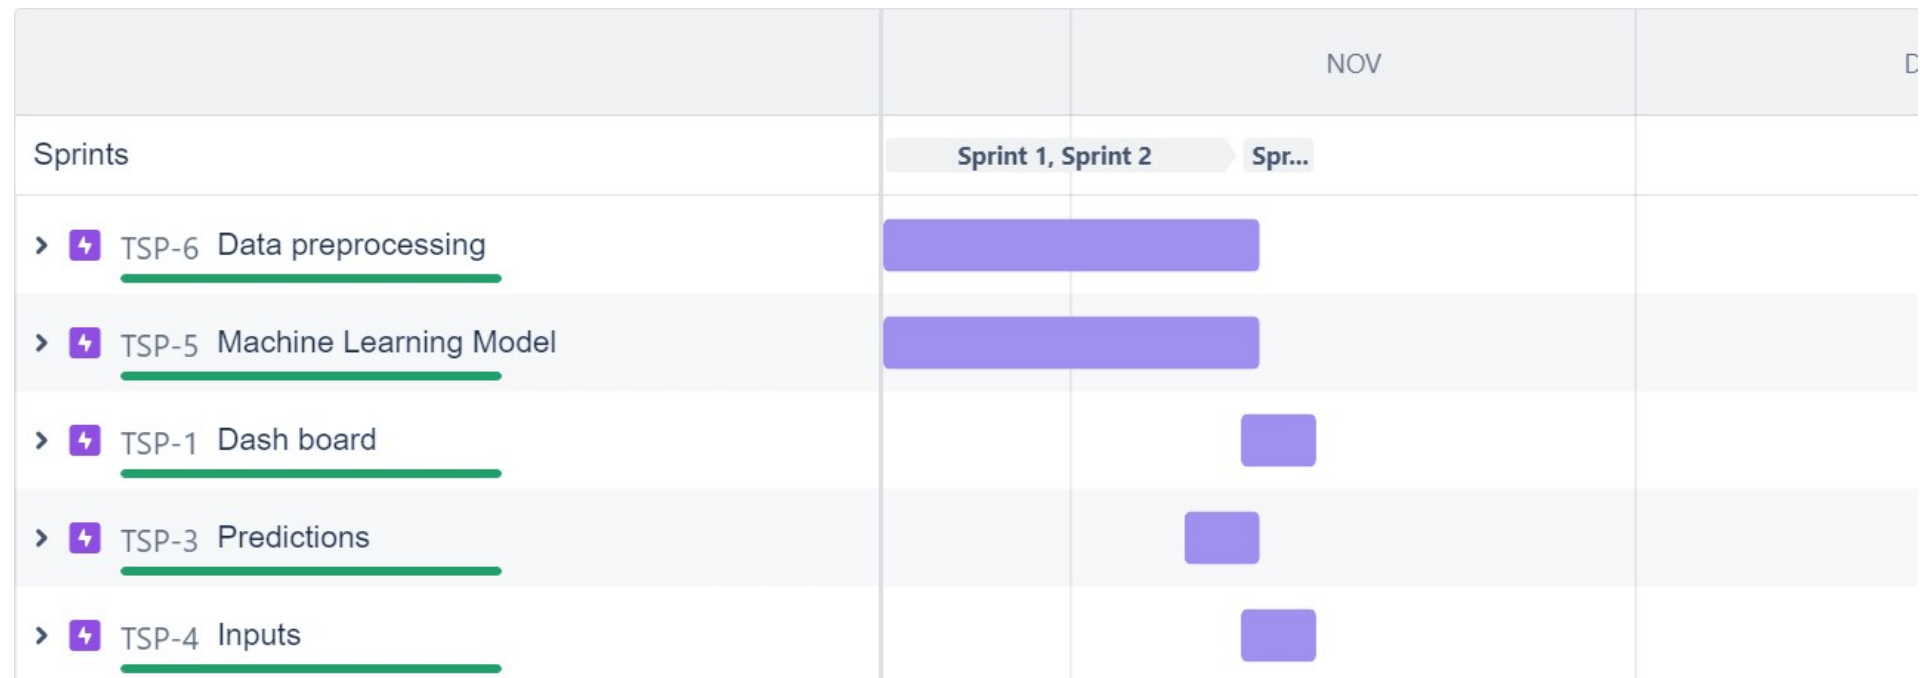 NOV
Sprints
Sprint 1, Sprint 2
Spr...
TSP-6 Data preprocessing
TSP-5 Machine Learning Model
TSP-1 Dash board
TSP-3 Predictions
TSP-4 Inputs